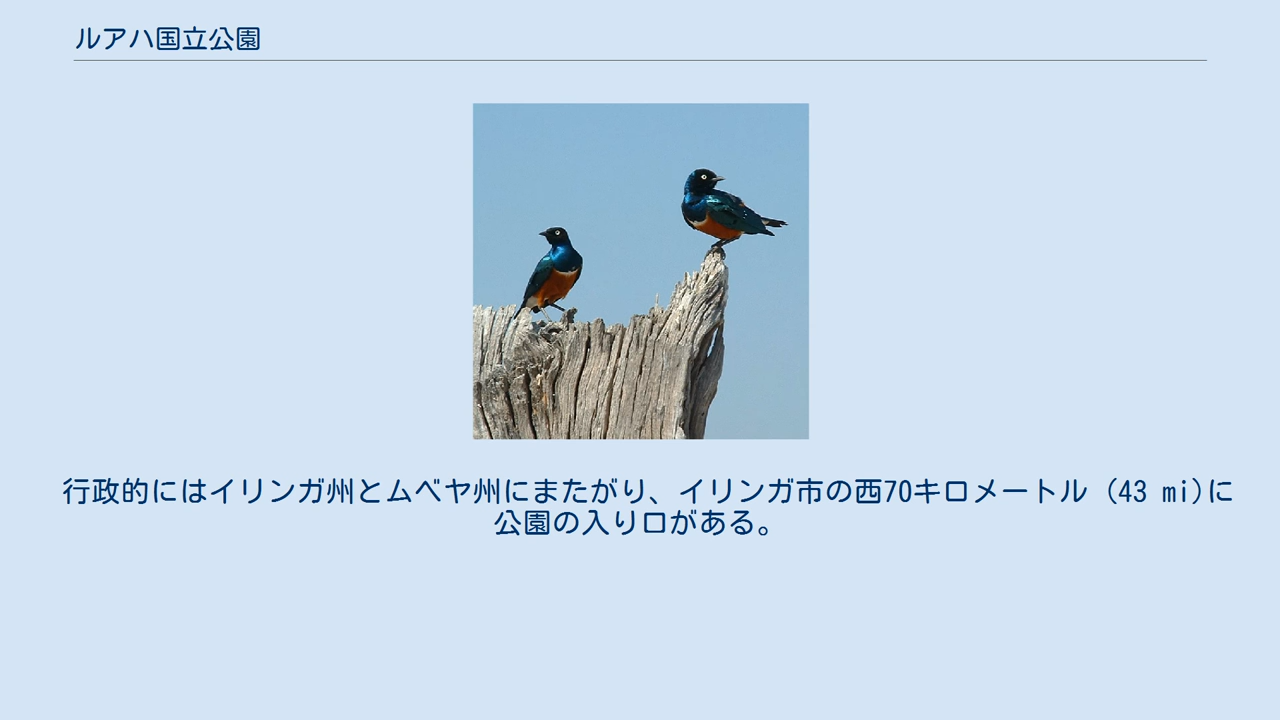 ルアハ国立公園
行政的にはイリンガ州とムベヤ州にまたがり、イリンガ市の西70キロメートル (43 mi)に
公園の入り口がある。